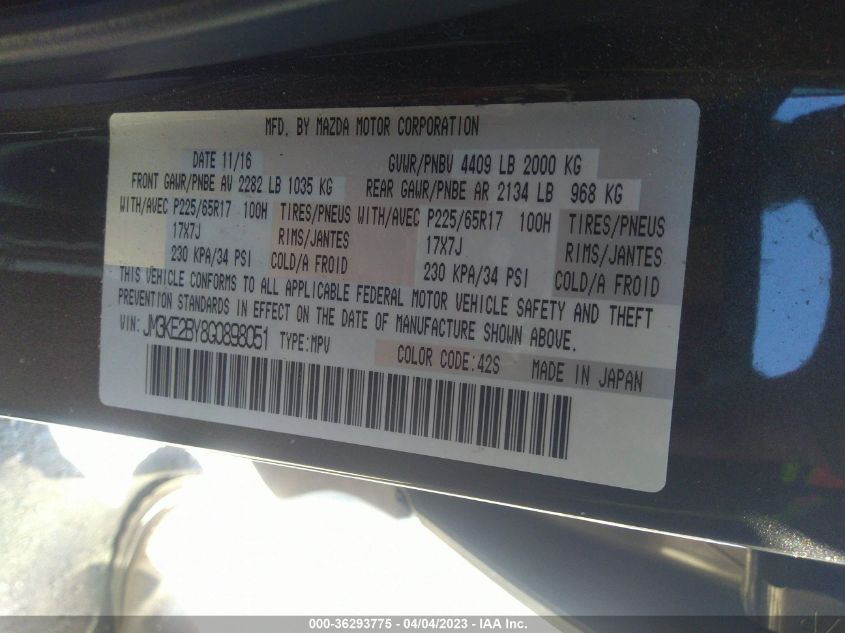 MFD. BY MAZDA MOTOR CORPORATION
DATE 11/16 GVWR/PNBV 4409 LB 2000 KG
FRONT GAWR/PNBE AV 2282 LB 1035 KG REAR GAWR/PNBE AR 2134 LB 968 KG
WITH/AVEC P225/65R17 100H TIRES/PNEUS WITH/AVEC P225/65R17 100H TIRES/PNEUS
17X7J RIMS/JANTES 17X7J RIMS/JANTES
230 KPA/34 PSI COLD/A FROID 230 KPA/34 PSI COLD/A FROID
THIS VEHICLE CONFORMS TO ALL APPLICABLE FEDERAL MOTOR VEHICLE SAFETY AND THEFT
PREVENTION STANDARDS IN EFFECT ON THE DATE OF MANUFACTURE SHOWN ABOVE.
VIN: JM3KE2BY8G0898051 TYPE:MPV COLOR CODE:42S MADE IN JAPAN
000-36293775 - 04/04/2023 - IAA Inc.